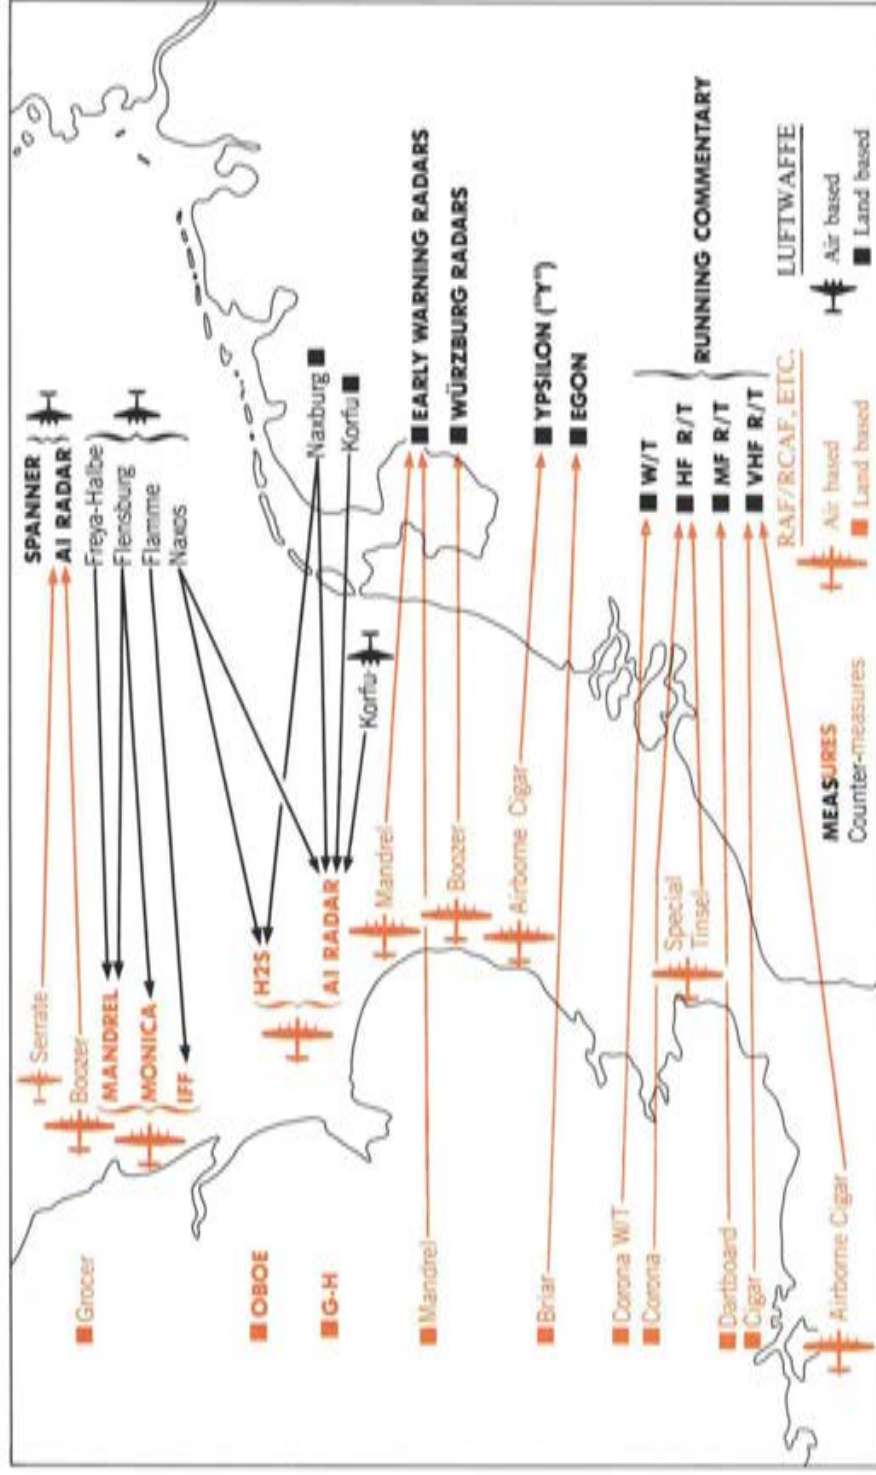 Serrate
SPANNER
Boozer
AI RADAR
Grocer
MANDREL
Freya-Halbe
MONICA
Flensburg
IFF
Flamme
Naxos
OBOE
H2S
Naxburg
G-H
AI RADAR
Korfu
Korfu
Mandrel
EARLY WARNING RADARS
Mandrel
Boozer
WÜRZBURG RADARS
Airborne Cigar
YPSILON ("Y")
Briar
EGON
Corona W/T
W/T
Corona
HF R/T
Special
Tinsel
RUNNING COMMENTARY
Dartboard
MF R/T
Cigar
VHF R/T
Airborne Cigar
MEASURES
Counter-measures
RAF/RCAF, ETC.
Air based
Land based
LUFTWAFFE
Air based
Land based